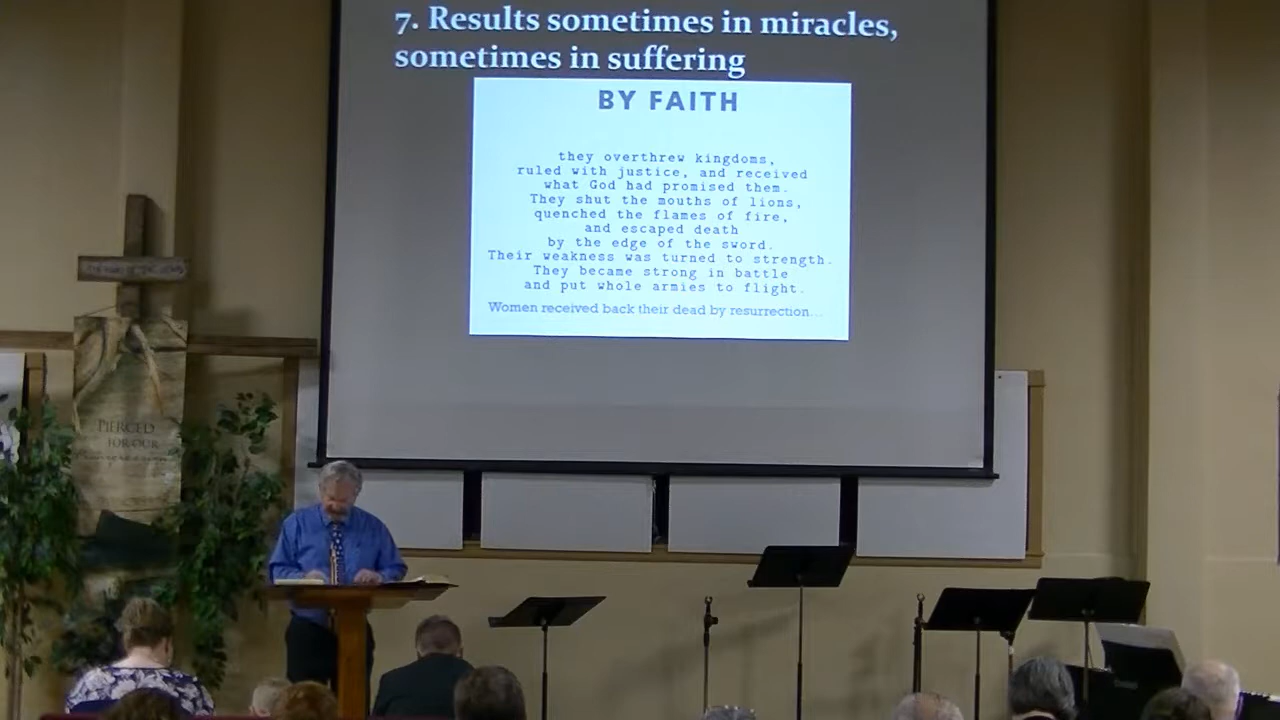 7. Results sometimes in miracles,
sometimes in suffering
BY FAITH
they overthrew kingdoms,
ruled with justice, and received
what God had promised them.
They shut the mouths of lions,
quenched the flames of fire,
and escaped death
by the edge of the sword.
Their weakness was turned to strength.
They became strong in battle
and put whole armies to flight.
Women received back their dead by resurrection...
PIERCED
FOR OUR